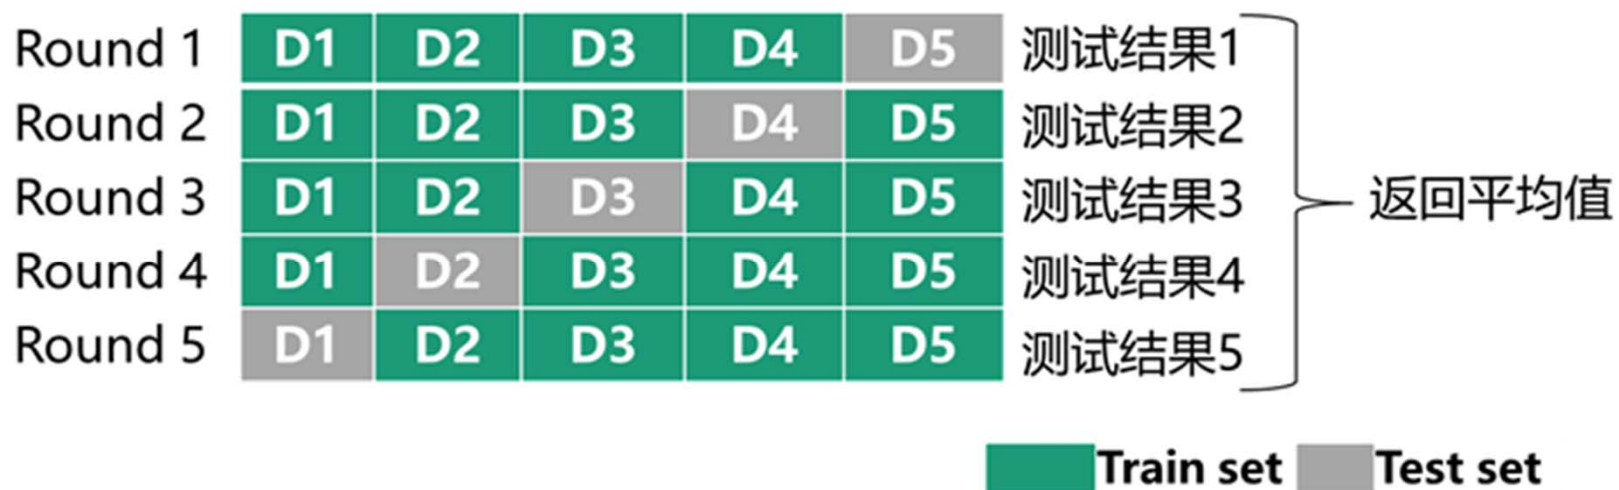 Round 1 D1 D2 D3 D4 D5 测试结果1
Round 2 D1 D2 D3 D4 D5 测试结果2
Round 3 D1 D2 D3 D4 D5 测试结果3 返回平均值
Round 4 D1 D2 D3 D4 D5 测试结果4
Round 5 D1 D2 D3 D4 D5 测试结果5
Train set Test set